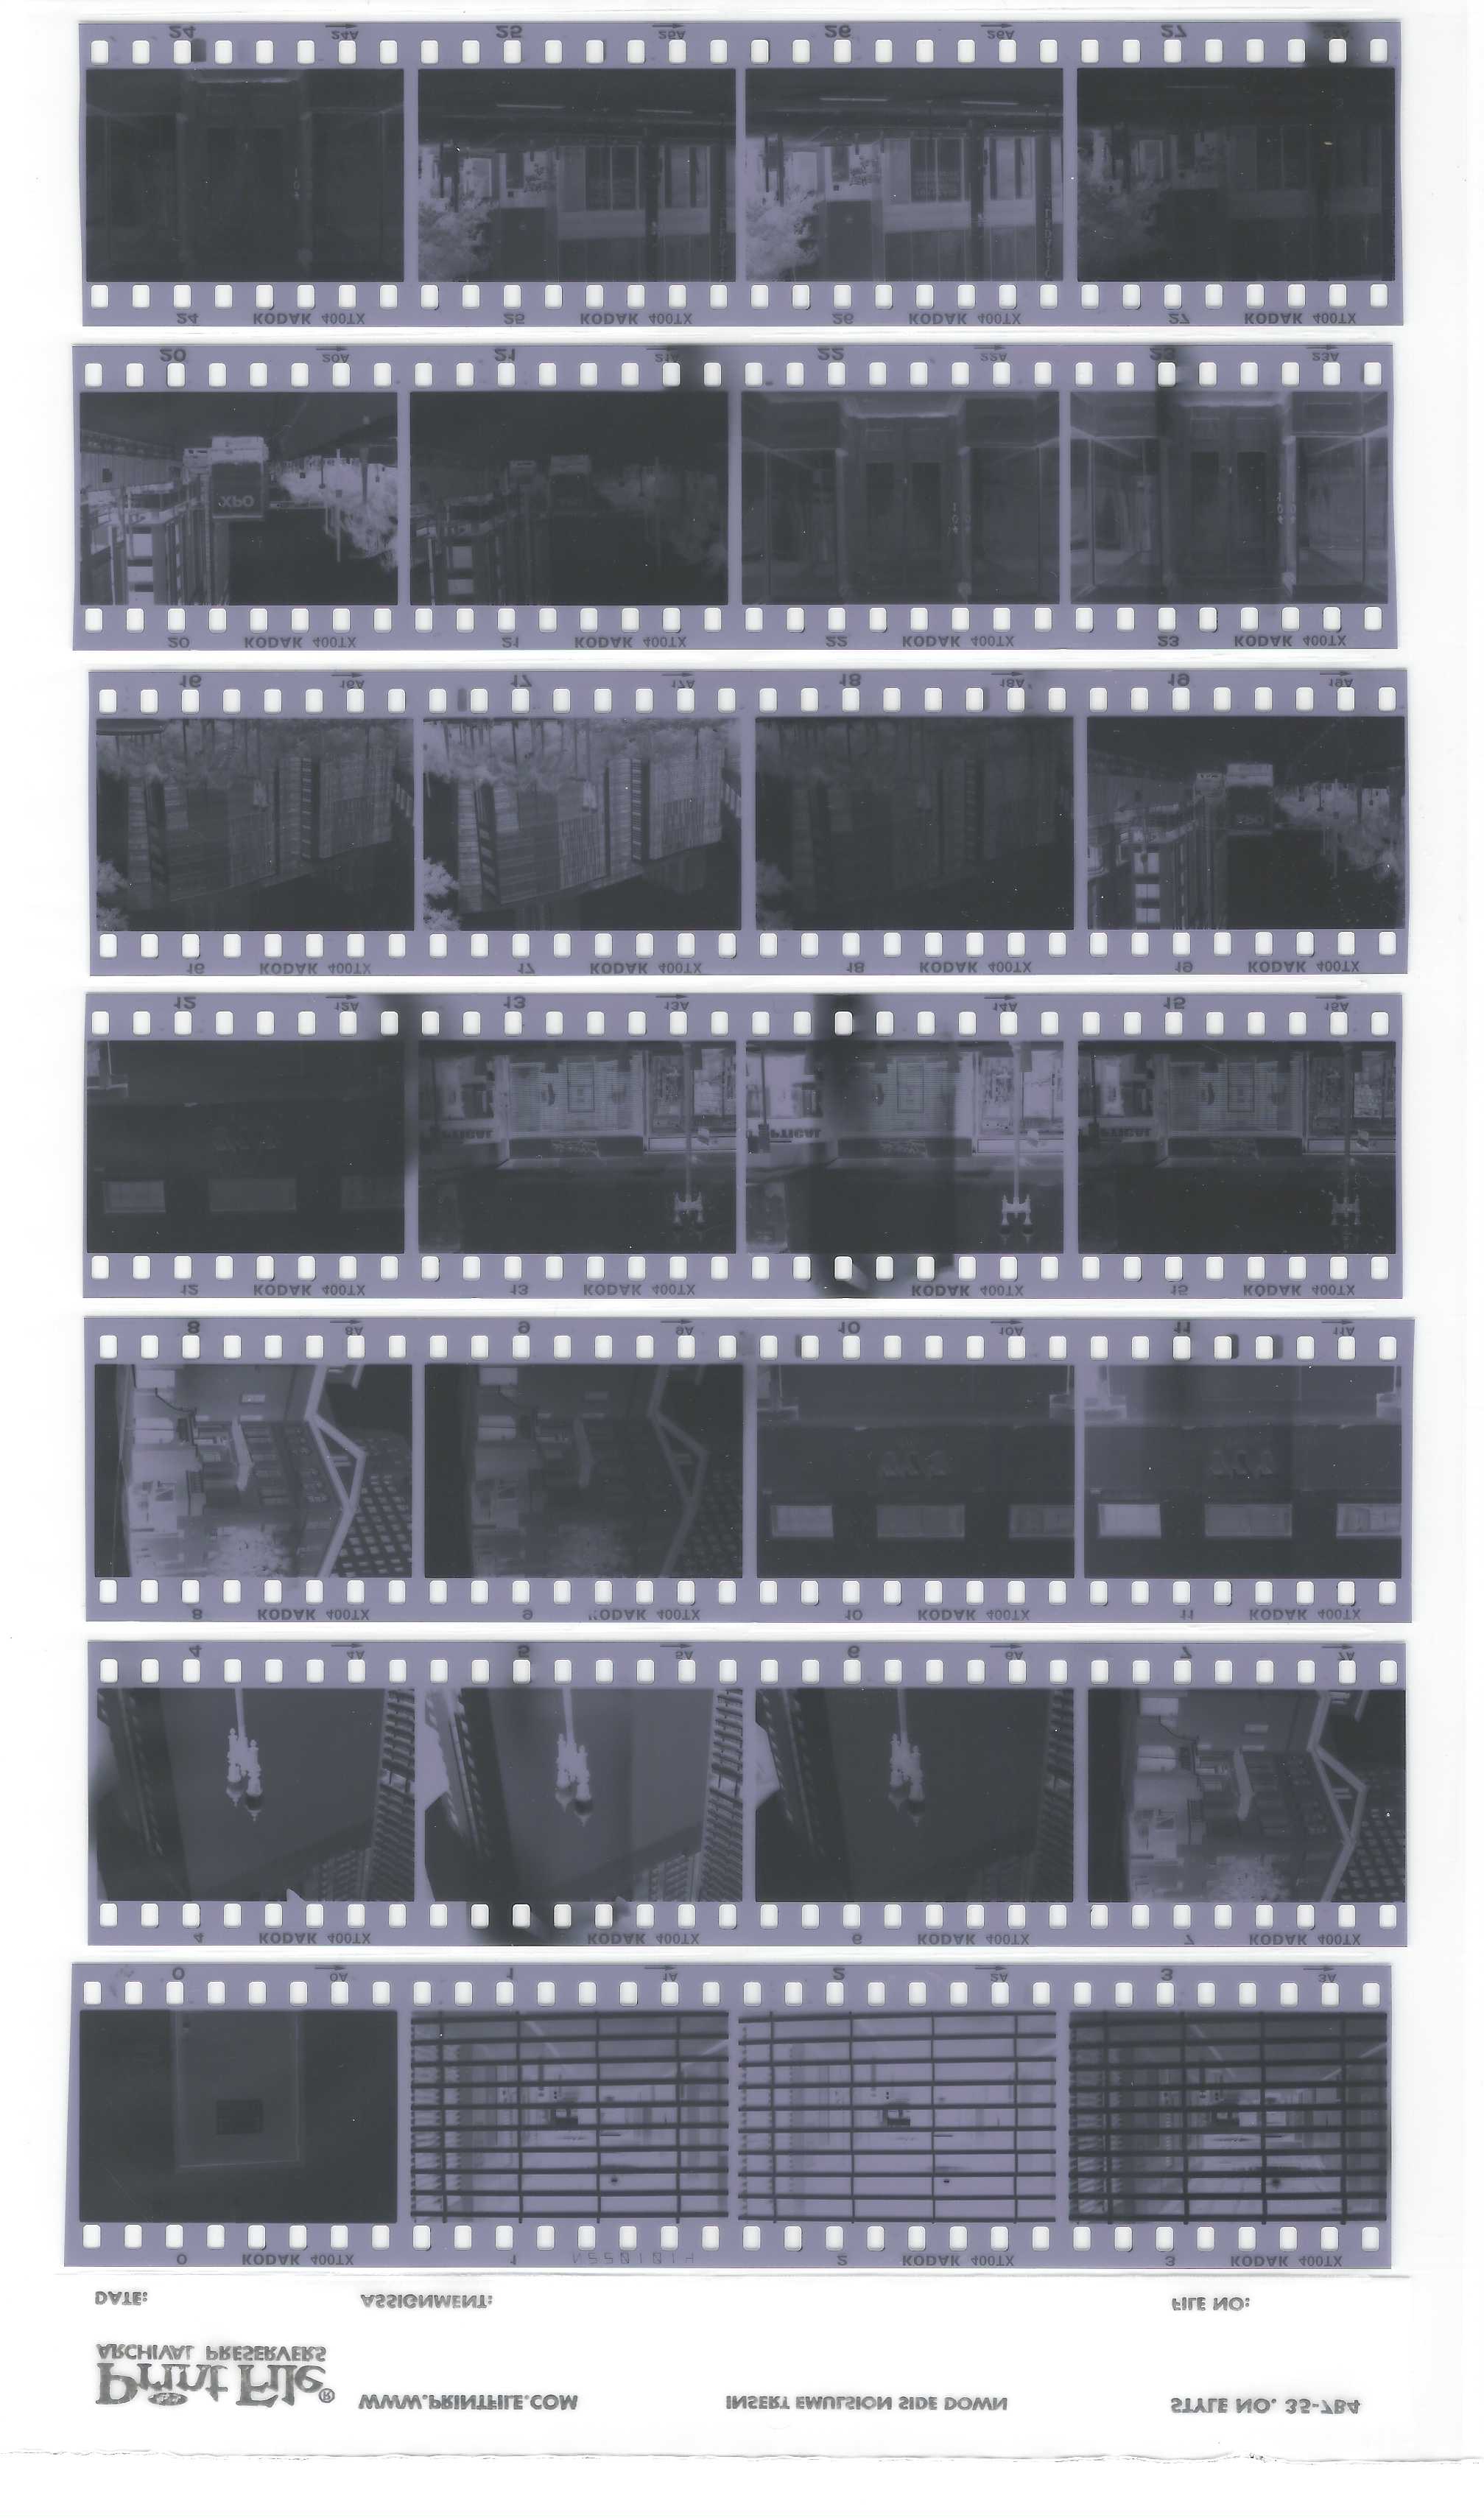 24 24A 25 25A 26 26A 27
24 KODAK 400TX 25 KODAK 400TX 26 KODAK 400TX 27 KODAK 400TX
20 20A 21 21A 22 22A 23 23A
XPO
20 KODAK 400TX 21 KODAK 400TX 22 KODAK 400TX 23 KODAK 400TX
16 16A 17 17A 18 18A 19 19A
XPO
16 KODAK 400TX 17 KODAK 400TX 18 KODAK 400TX 19 KODAK 400TX
12 12A 13 13A 14A 15 15A
PTICAL PTICAL PTICAL
12 KODAK 400TX 13 KODAK 400TX KODAK 400TX 15 KODAK 400TX
8 8A 9 9A 10 10A 11 11A
8 KODAK 400TX 9 KODAK 400TX 10 KODAK 400TX 11 KODAK 400TX
4 4A 5 5A 6 6A 7 7A
4 KODAK 400TX KODAK 400TX 6 KODAK 400TX 7 KODAK 400TX
0 0A 1 1A 2 2A 3 3A
0 KODAK 400TX 1 2 KODAK 400TX 3 KODAK 400TX
DATE: ASSIGNMENT: FILE NO:
ARCHIVAL PRESERVERS
Print File® WWW.PRINTFILE.COM INSERT EMULSION SIDE DOWN STYLE NO. 35-7B4